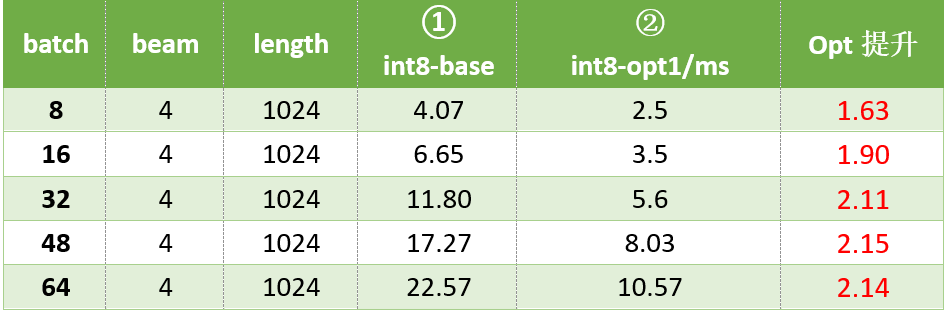 batch beam length ① int8-base ② int8-opt1/ms Opt 提升
8 4 1024 4.07 2.5 1.63
16 4 1024 6.65 3.5 1.90
32 4 1024 11.80 5.6 2.11
48 4 1024 17.27 8.03 2.15
64 4 1024 22.57 10.57 2.14